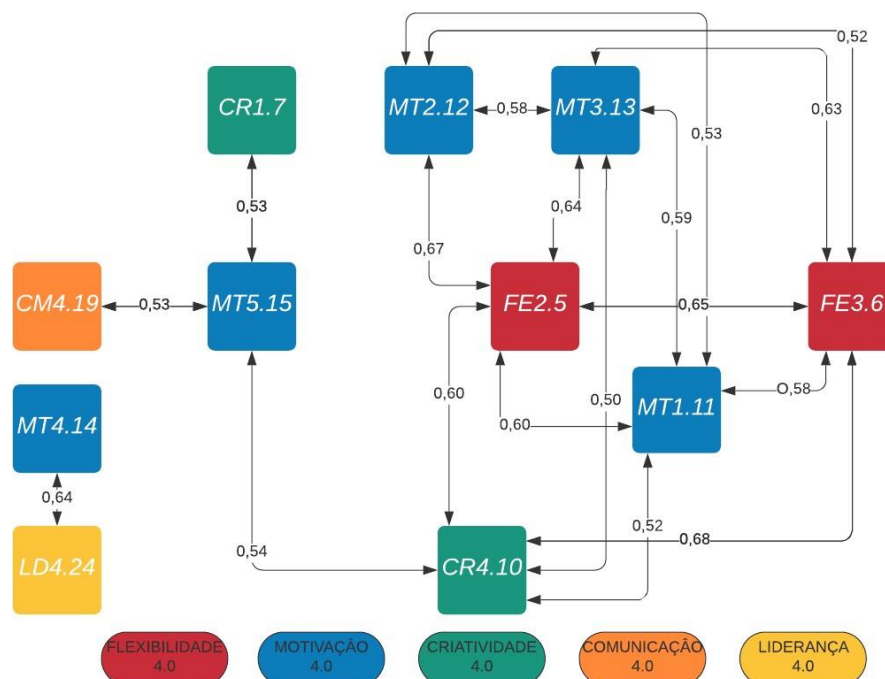 0,52
CR1.7
MT2.12
0,58
MT3.13
0,63
0,53
0,53
0,64
0,59
0,67
CM4.19
0,53
MT5.15
FE2.5
0,65
FE3.6
MT4.14
0,60
0,50
MT1.11
O,58
0,60
0,64
0,52
0,54
0,68
LD4.24
CR4.10
FLEXIBILIDADE
4.0
MOTIVAÇÃO
4.0
CRIATIVIDADE
4.0
COMUNICAÇÃO
4.0
LIDERANÇA
4.0